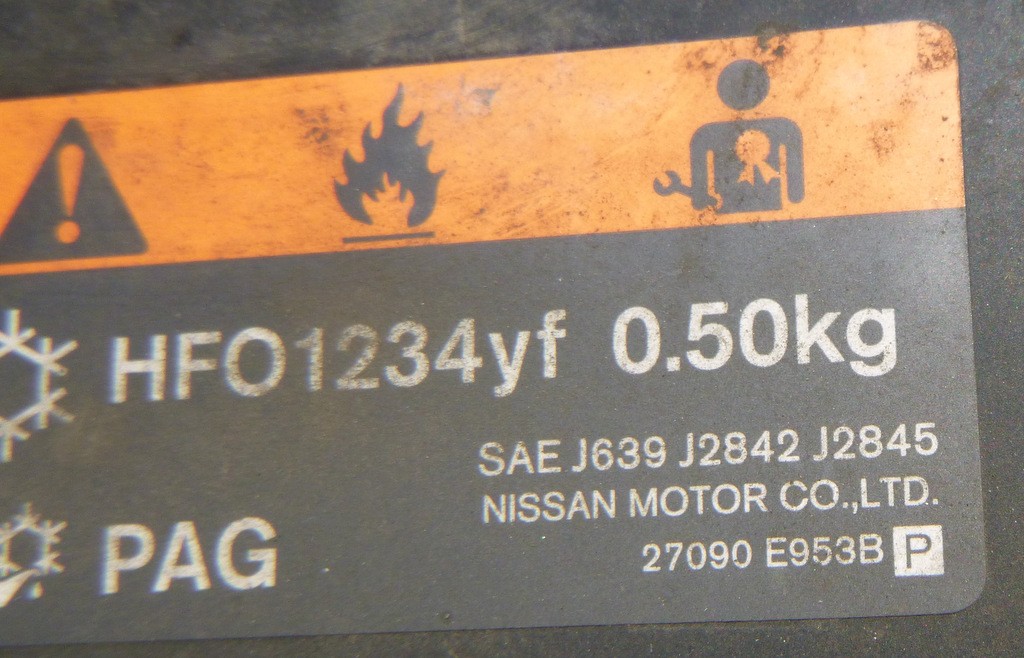 HFO1234yf 0.50kg
SAE J639 J2842 J2845
NISSAN MOTOR CO.,LTD.
PAG
27090 E953B P